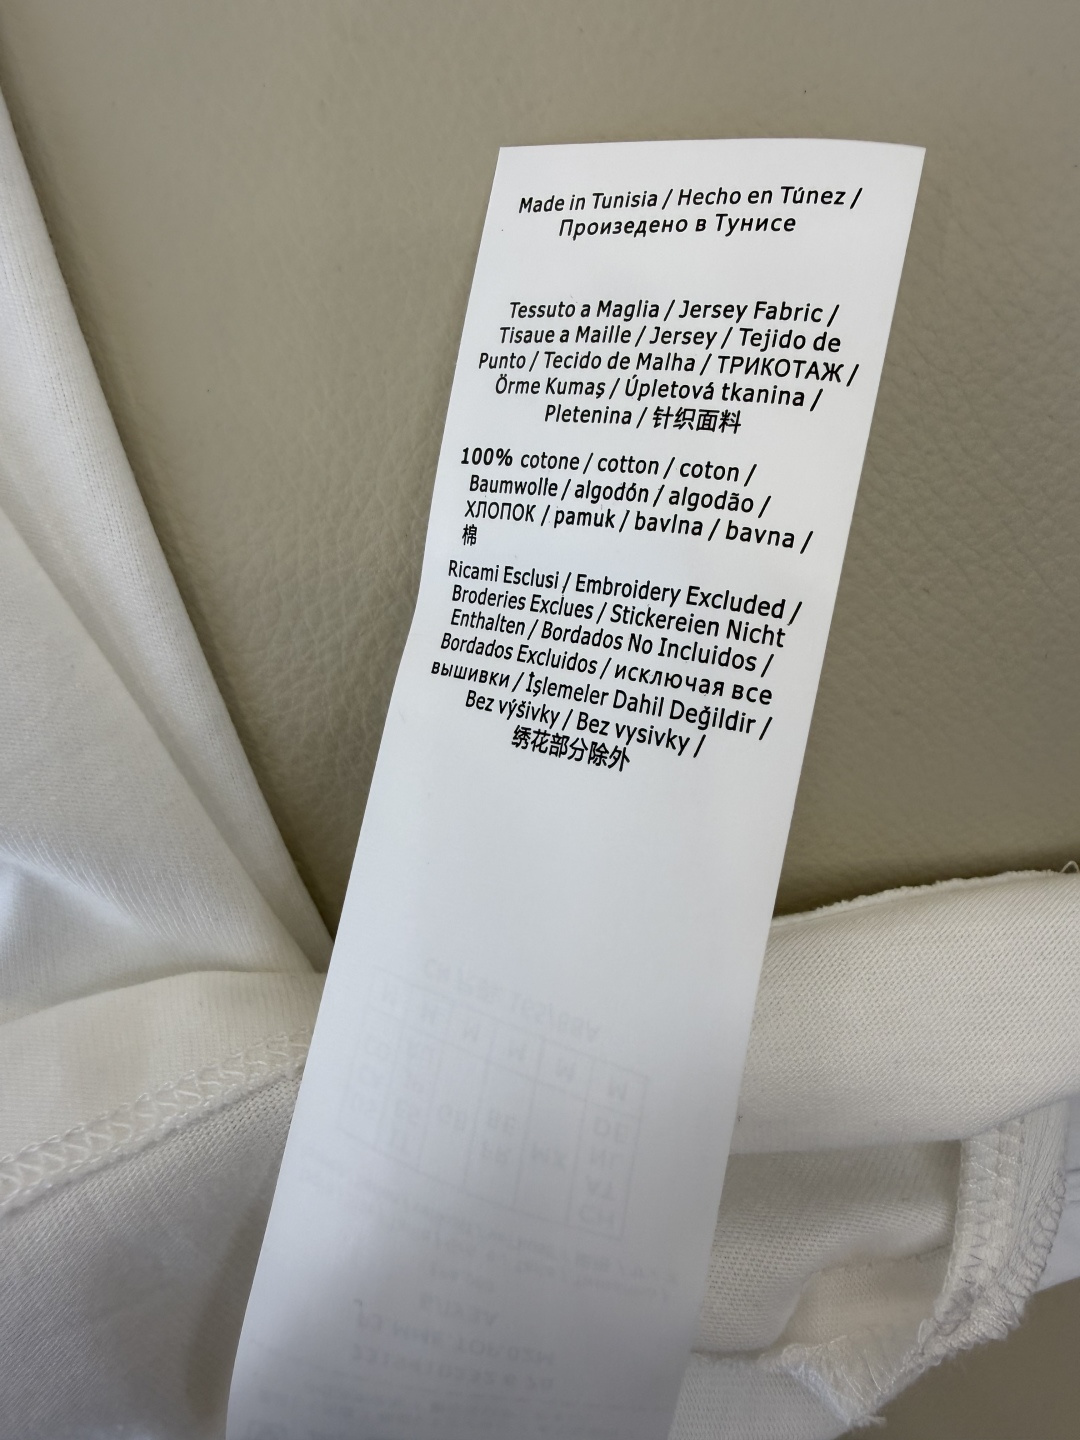 Made in Tunisia / Hecho en Túnez /
Произедено в Тунисе
Tessuto a Maglia / Jersey Fabric /
Tisaue a Maille / Jersey / Tejido de
Punto / Tecido de Malha / ТРИКОТАЖ /
Örme Kumaş / Úpletová tkanina /
Pletenina / 针织面料
100% cotone / cotton / coton /
Baumwolle / algodón / algodão /
ХЛОПОК / pamuk / bavlna / bavna /
棉
Ricami Esclusi / Embroidery Excluded /
Broderies Exclues / Stickereien Nicht
Enthalten / Bordados No Incluidos /
Bordados Excluidos / исключая все
вышивки / İşlemeler Dahil Değildir /
Bez výšivky / Bez vysivky /
绣花部分除外